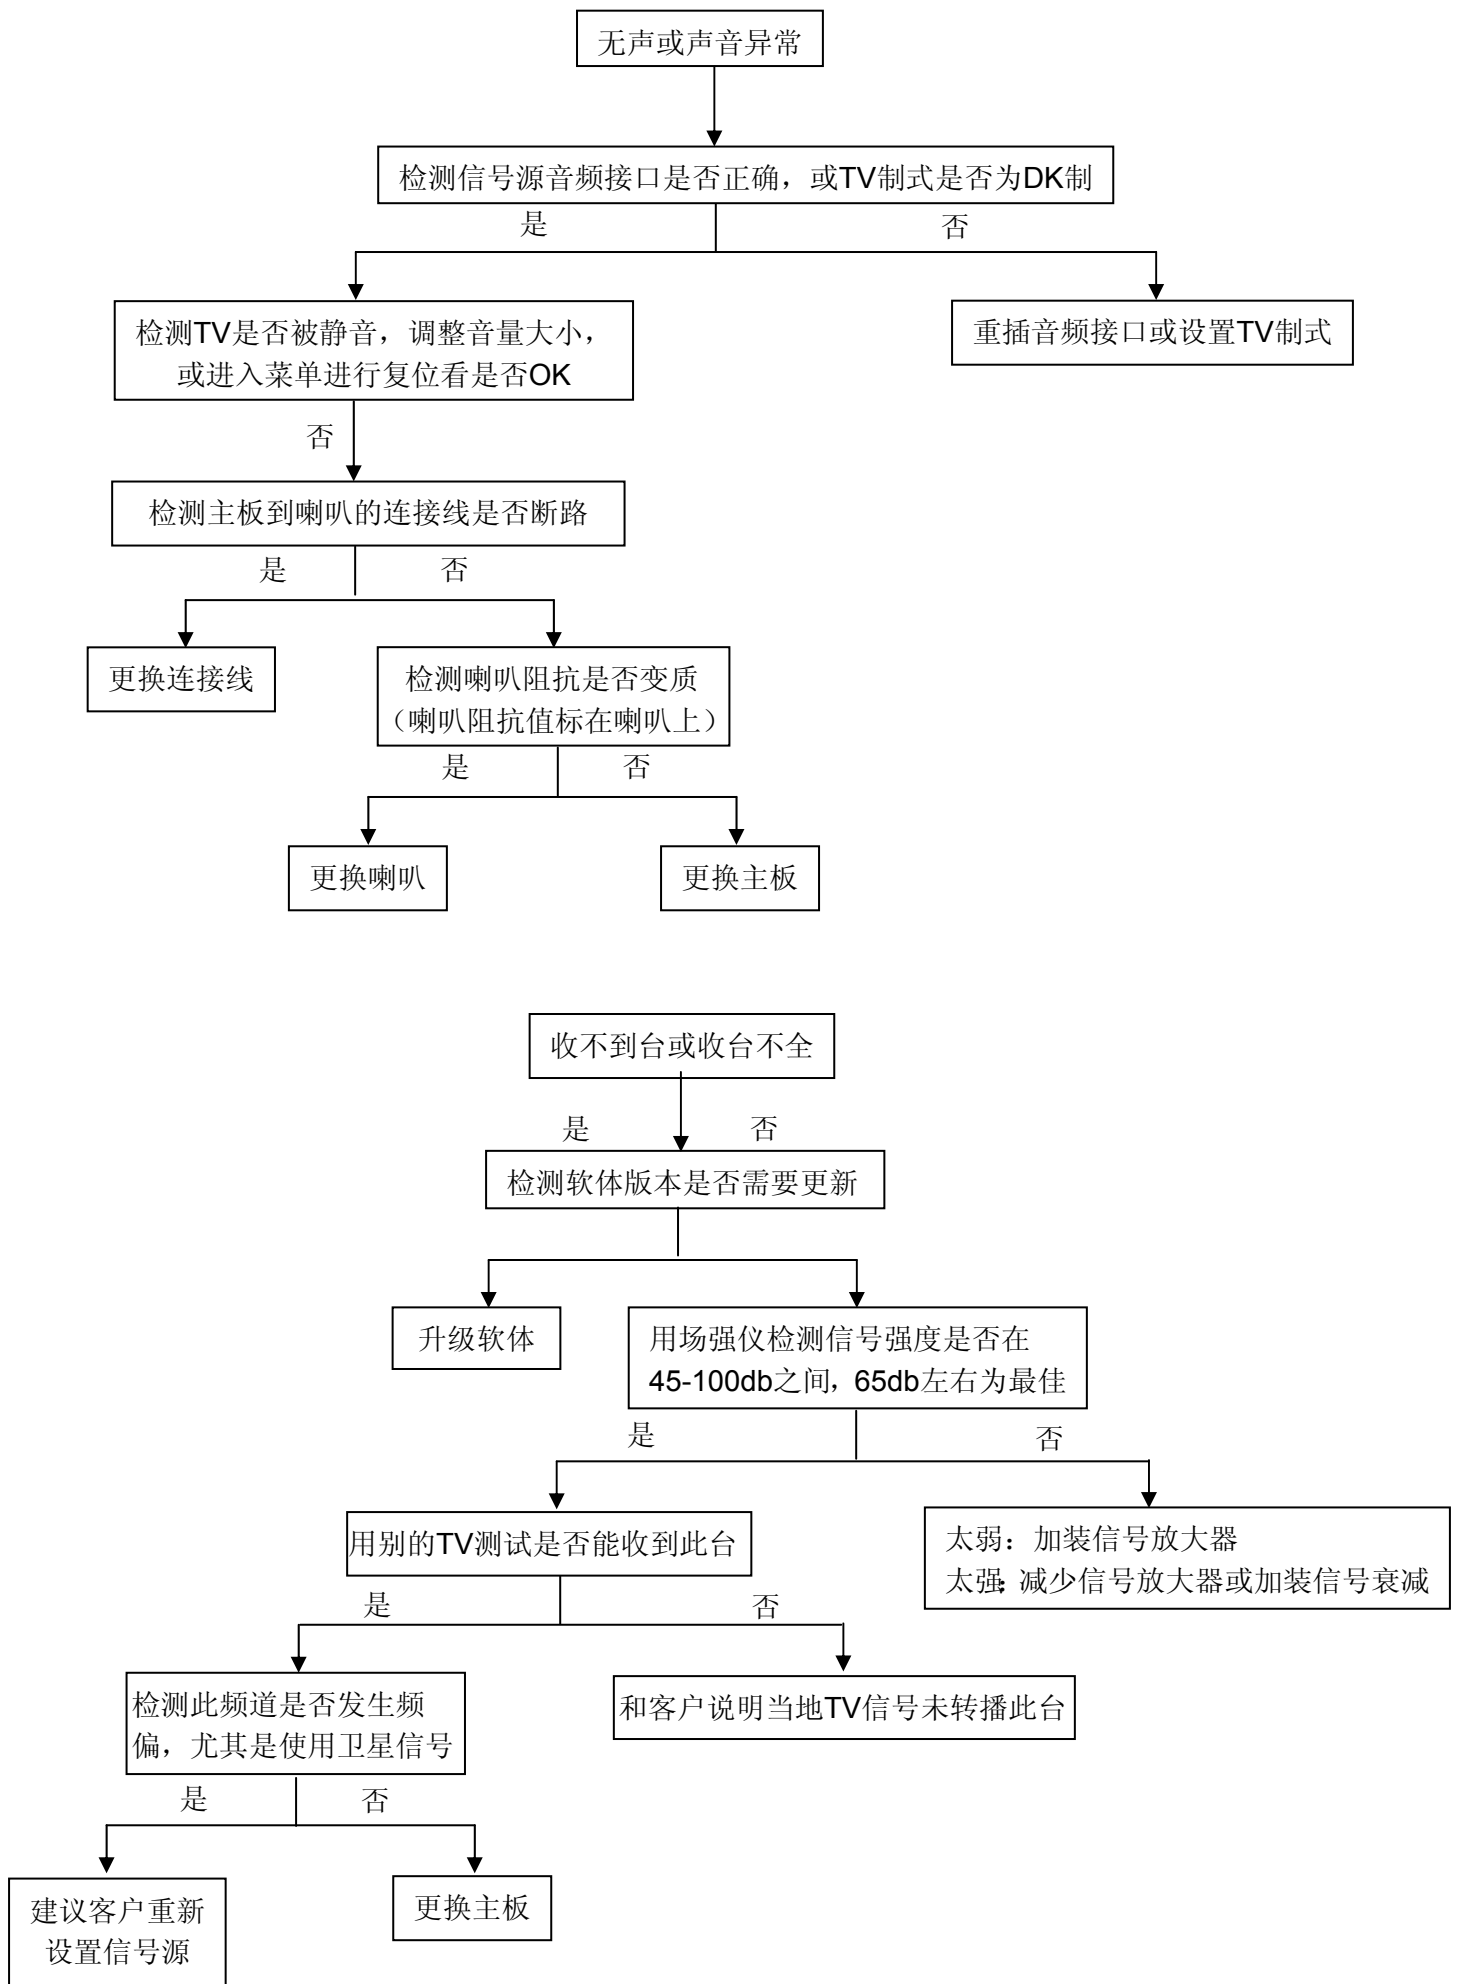 无声或声音异常
检测信号源音频接口是否正确，或TV制式是否为DK制
是
否
检测TV是否被静音，调整音量大小，
或进入菜单进行复位看是否OK
重插音频接口或设置TV制式
否
检测主板到喇叭的连接线是否断路
是
否
更换连接线
检测喇叭阻抗是否变质
（喇叭阻抗值标在喇叭上）
是
否
更换喇叭
更换主板
收不到台或收台不全
是
否
检测软体版本是否需要更新
升级软体
用场强仪检测信号强度是否在
45-100db之间，65db左右为最佳
是
否
用别的TV测试是否能收到此台
太弱：加装信号放大器
太强：减少信号放大器或加装信号衰减
是
否
检测此频道是否发生频
偏，尤其是使用卫星信号
和客户说明当地TV信号未转播此台
是
否
建议客户重新
设置信号源
更换主板